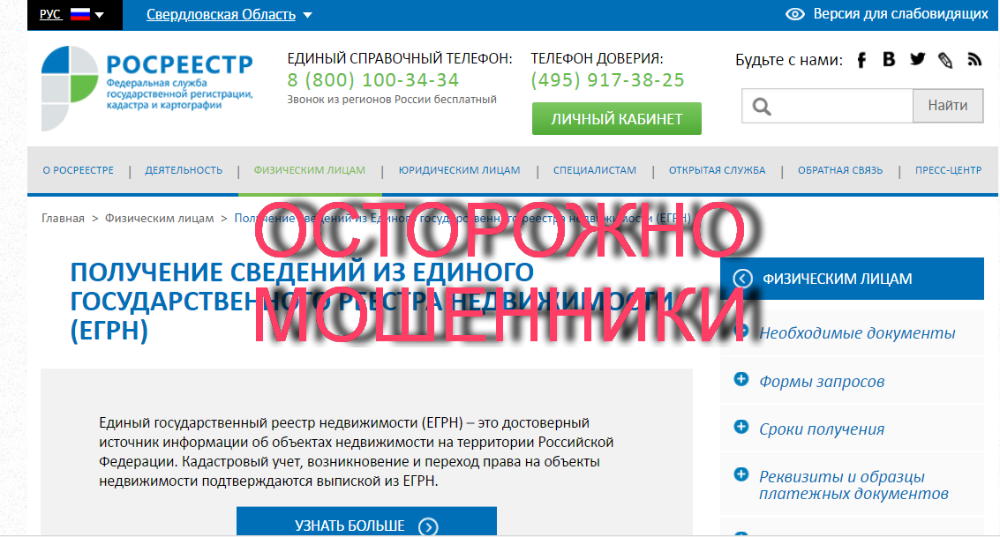 РУС
Свердловская Область
Версия для слабовидящих
РОСРЕЕСТР
Федеральная служба
государственной регистрации,
кадастра и картографии
ЕДИНЫЙ СПРАВОЧНЫЙ ТЕЛЕФОН:
8 (800) 100-34-34
Звонок из регионов России бесплатный
ТЕЛЕФОН ДОВЕРИЯ:
(495) 917-38-25
ЛИЧНЫЙ КАБИНЕТ
Будьте с нами:
Найти
О РОСРЕЕСТРЕ | ДЕЯТЕЛЬНОСТЬ | ФИЗИЧЕСКИМ ЛИЦАМ | ЮРИДИЧЕСКИМ ЛИЦАМ | СПЕЦИАЛИСТАМ | ОТКРЫТАЯ СЛУЖБА | ОБРАТНАЯ СВЯЗЬ | ПРЕСС-ЦЕНТР
Главная > Физическим лицам > Получение сведений из Единого государственного реестра недвижимости (ЕГРН)
ОСТОРОЖНО
МОШЕННИКИ
ПОЛУЧЕНИЕ СВЕДЕНИЙ ИЗ ЕДИНОГО
ГОСУДАРСТВЕННОГО РЕЕСТРА НЕДВИЖИМОСТИ
(ЕГРН)
Единый государственный реестр недвижимости (ЕГРН) – это достоверный
источник информации об объектах недвижимости на территории Российской
Федерации. Кадастровый учет, возникновение и переход права на объекты
недвижимости подтверждаются выпиской из ЕГРН.
УЗНАТЬ БОЛЬШЕ
ФИЗИЧЕСКИМ ЛИЦАМ
Необходимые документы
Формы запросов
Сроки получения
Реквизиты и образцы
платежных документов